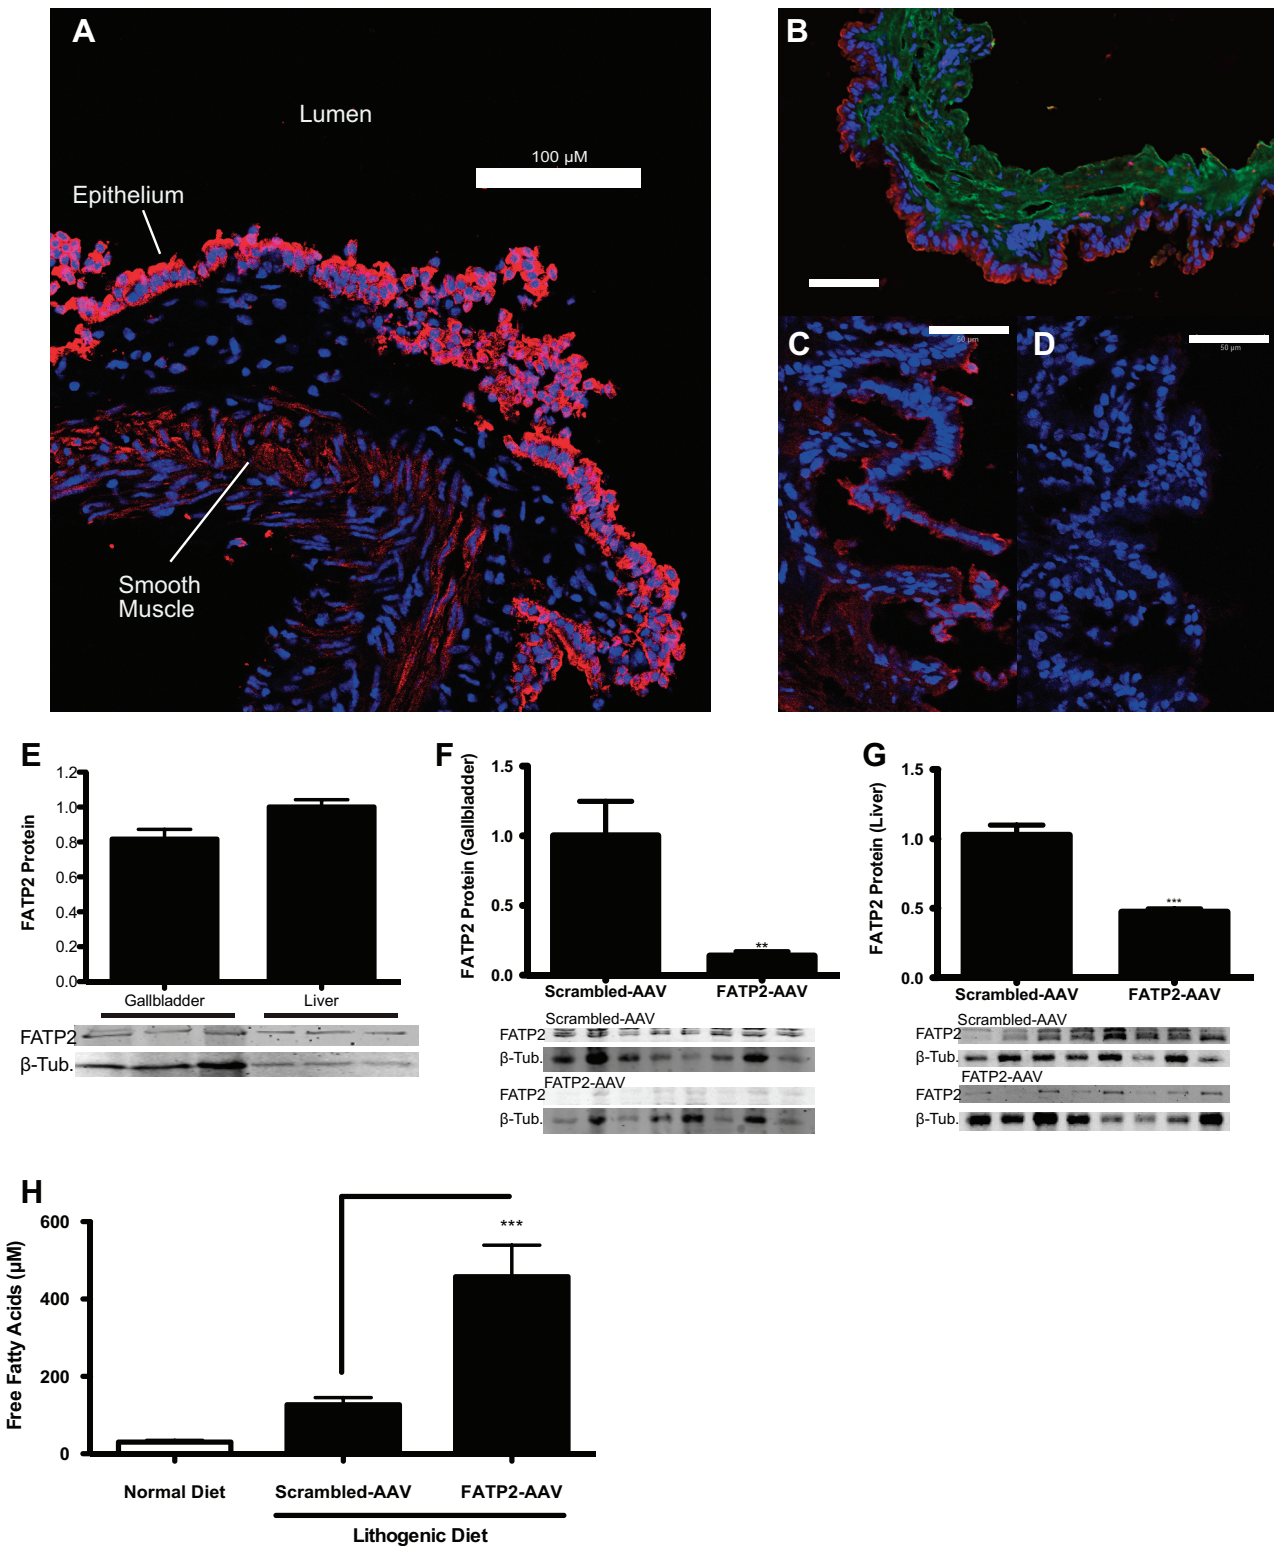 A
Lumen
100 µM
Epithelium
Smooth
Muscle
B
C
50 µm
D
50 µm
E
FATP2 Protein
1.2
1.0
0.8
0.6
0.4
0.2
0.0
Gallbladder
Liver
FATP2
β-Tub.
F
FATP2 Protein (Gallbladder)
1.5
1.0
0.5
0.0
**
Scrambled-AAV
FATP2-AAV
Scrambled-AAV
FATP2
β-Tub.
FATP2-AAV
FATP2
β-Tub.
G
FATP2 Protein (Liver)
1.5
1.0
0.5
0.0
***
Scrambled-AAV
FATP2-AAV
Scrambled-AAV
FATP2
β-Tub.
FATP2-AAV
FATP2
β-Tub.
H
Free Fatty Acids (µM)
600
400
200
0
***
Normal Diet
Scrambled-AAV
FATP2-AAV
Lithogenic Diet